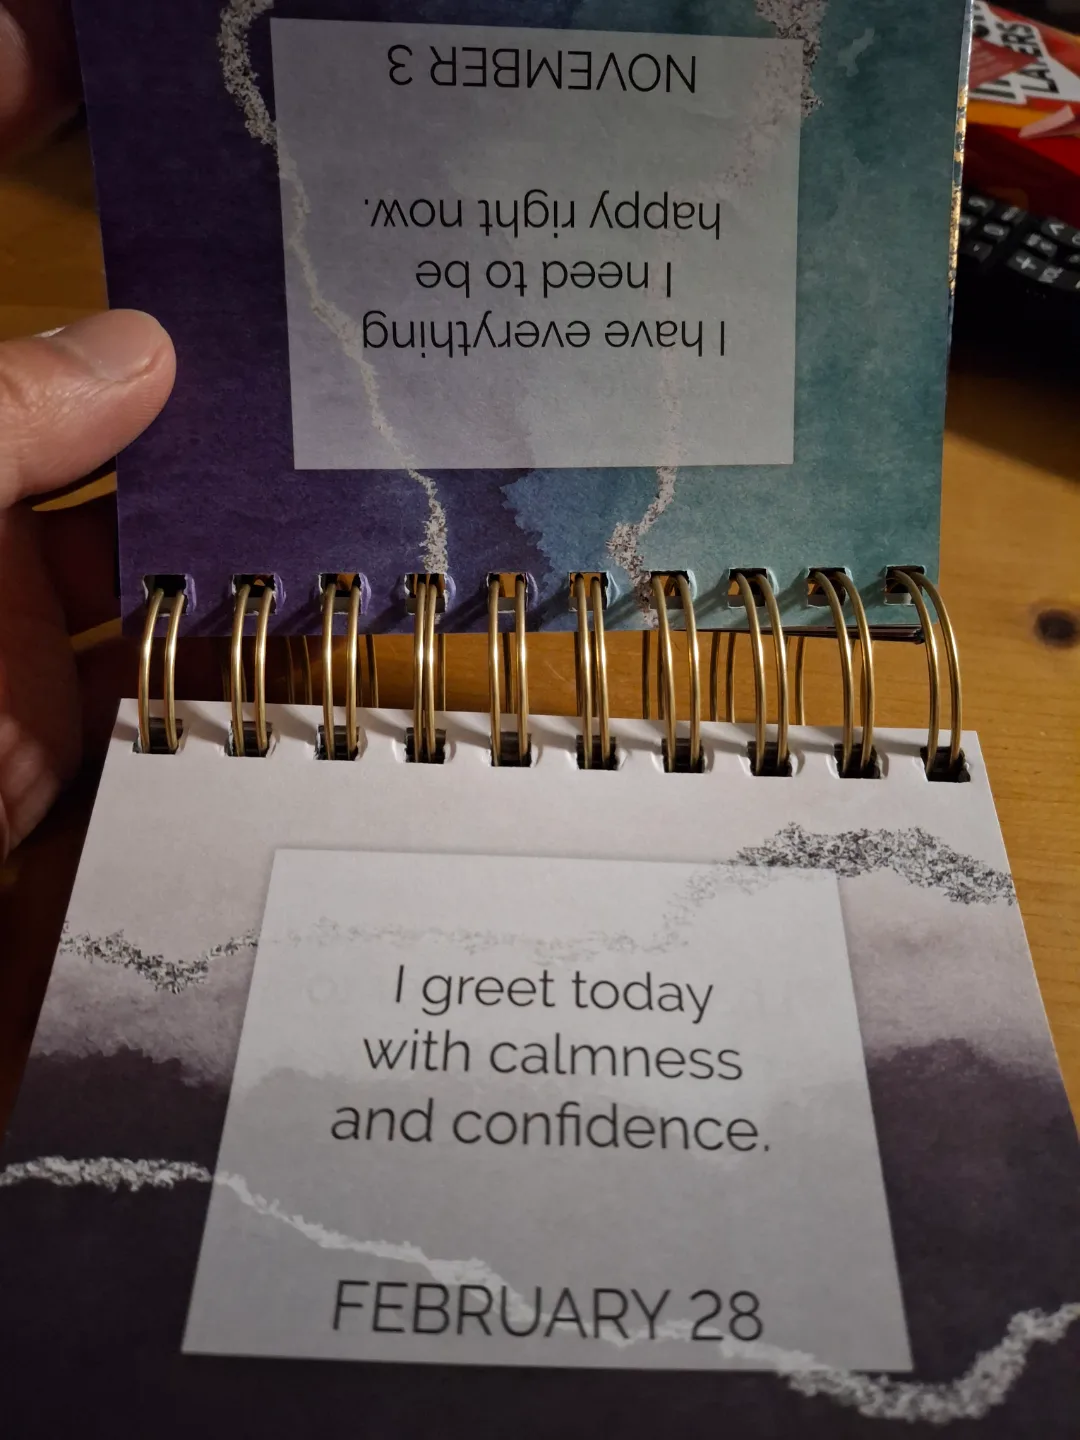 NOVEMBER 3
I have everything
I need to be
happy right now.
I greet today
with calmness
and confidence.
FEBRUARY 28